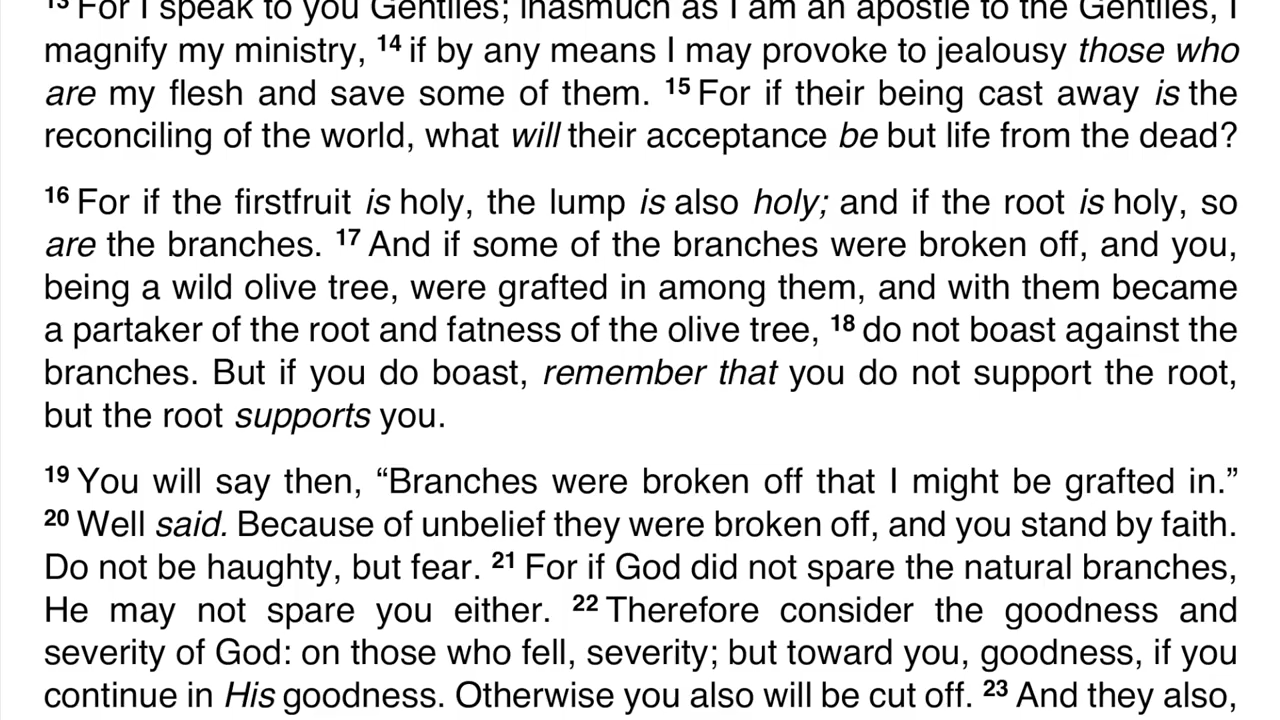 13 For I speak to you Gentiles; inasmuch as I am an apostle to the Gentiles, I
magnify my ministry, 14 if by any means I may provoke to jealousy those who
are my flesh and save some of them. 15 For if their being cast away is the
reconciling of the world, what will their acceptance be but life from the dead?
16 For if the firstfruit is holy, the lump is also holy; and if the root is holy, so
are the branches. 17 And if some of the branches were broken off, and you,
being a wild olive tree, were grafted in among them, and with them became
a partaker of the root and fatness of the olive tree, 18 do not boast against the
branches. But if you do boast, remember that you do not support the root,
but the root supports you.
19 You will say then, “Branches were broken off that I might be grafted in.”
20 Well said. Because of unbelief they were broken off, and you stand by faith.
Do not be haughty, but fear. 21 For if God did not spare the natural branches,
He may not spare you either. 22 Therefore consider the goodness and
severity of God: on those who fell, severity; but toward you, goodness, if you
continue in His goodness. Otherwise you also will be cut off. 23 And they also,